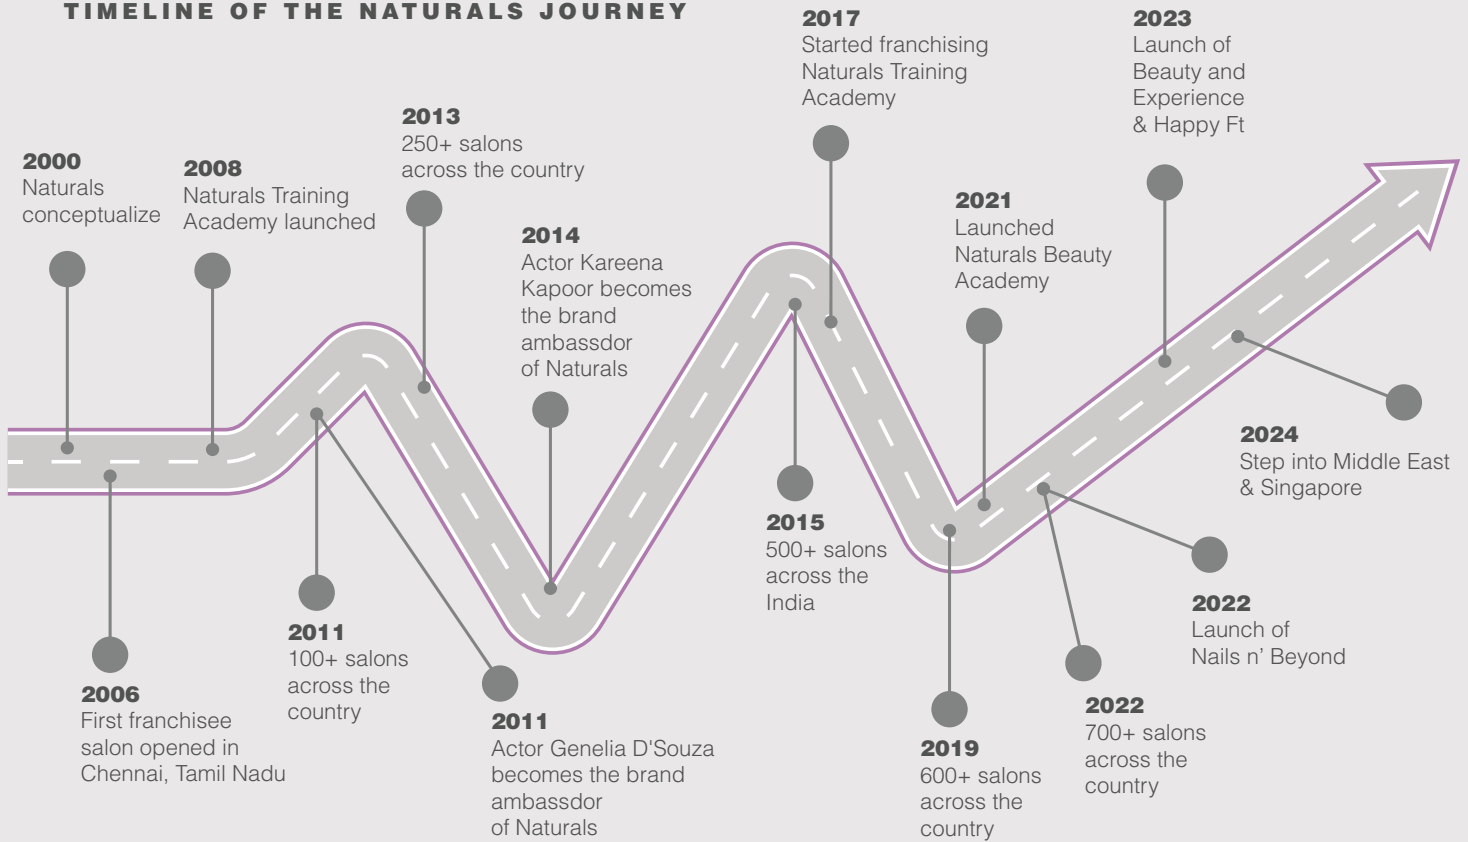 TIMELINE OF THE NATURALS JOURNEY
2000
Naturals
conceptualize
2006
First franchisee
salon opened in
Chennai, Tamil Nadu
2008
Naturals Training
Academy launched
2011
100+ salons
across the
country
2011
Actor Genelia D'Souza
becomes the brand
ambassdor
of Naturals
2013
250+ salons
across the country
2014
Actor Kareena
Kapoor becomes
the brand
ambassdor
of Naturals
2015
500+ salons
across the
India
2017
Started franchising
Naturals Training
Academy
2019
600+ salons
across the
country
2021
Launched
Naturals Beauty
Academy
2022
700+ salons
across the
country
2022
Launch of
Nails n' Beyond
2023
Launch of
Beauty and
Experience
& Happy Ft
2024
Step into Middle East
& Singapore